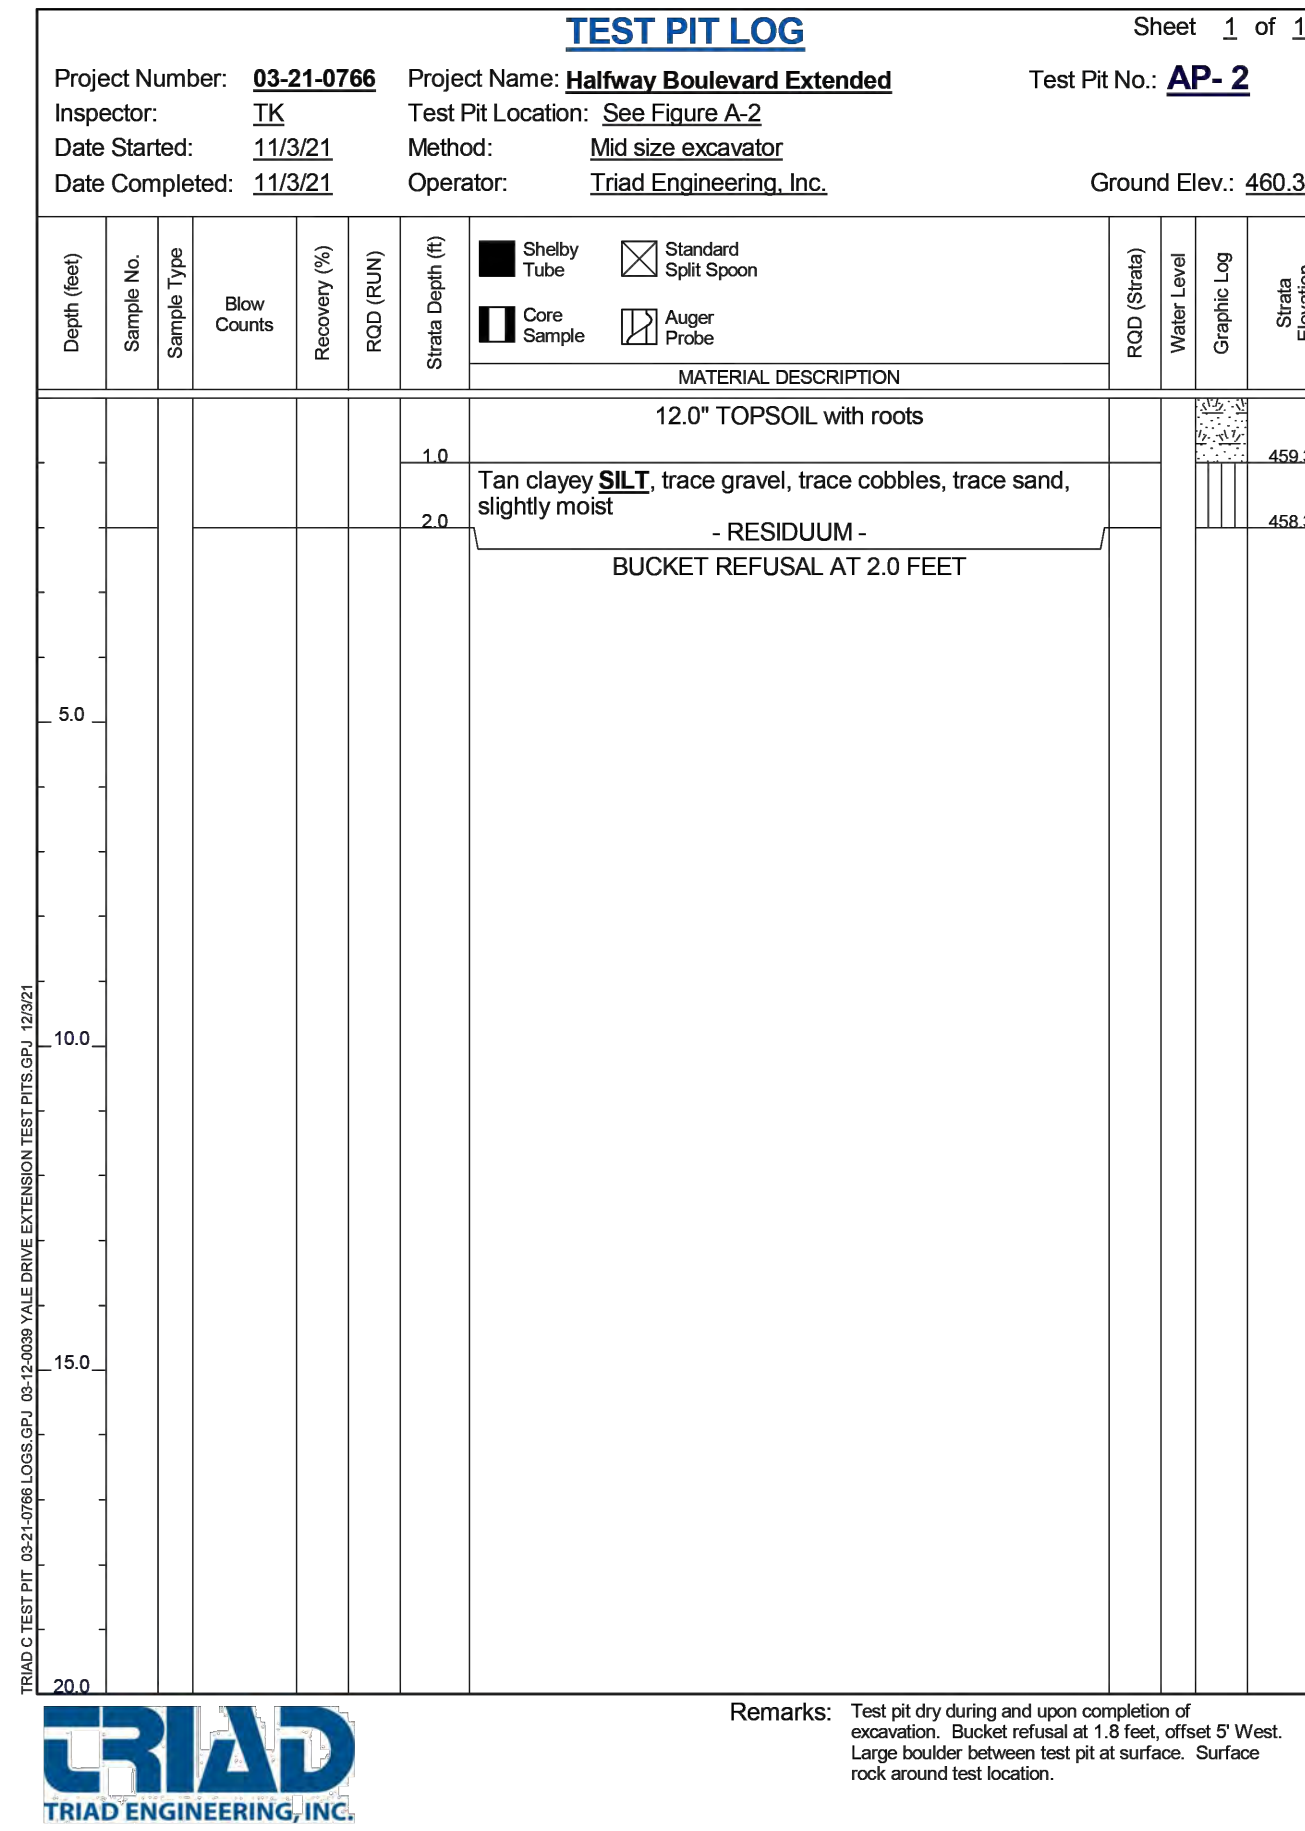 TEST PIT LOG
Sheet 1 of 1
Project Number: 03-21-0766 Project Name: Halfway Boulevard Extended Test Pit No.: AP- 2
Inspector: TK Test Pit Location: See Figure A-2
Date Started: 11/3/21 Method: Mid size excavator
Date Completed: 11/3/21 Operator: Triad Engineering, Inc. Ground Elev.: 460.3
Depth (feet)
Sample No.
Sample Type
Blow
Counts
Recovery (%)
RQD (RUN)
Strata Depth (ft)
Shelby
Tube
Standard
Split Spoon
Core
Sample
Auger
Probe
MATERIAL DESCRIPTION
RQD (Strata)
Water Level
Graphic Log
Strata
Elevation
12.0" TOPSOIL with roots
1.0 459.3
Tan clayey SILT, trace gravel, trace cobbles, trace sand,
slightly moist
2.0 458.3
- RESIDUUM -
BUCKET REFUSAL AT 2.0 FEET
5.0
10.0
15.0
20.0
TRIAD C TEST PIT 03-21-0766 LOGS.GPJ 03-12-0039 YALE DRIVE EXTENSION TEST PITS.GPJ 12/3/21
TRIAD
TRIAD ENGINEERING, INC.
Remarks: Test pit dry during and upon completion of
excavation. Bucket refusal at 1.8 feet, offset 5' West.
Large boulder between test pit at surface. Surface
rock around test location.